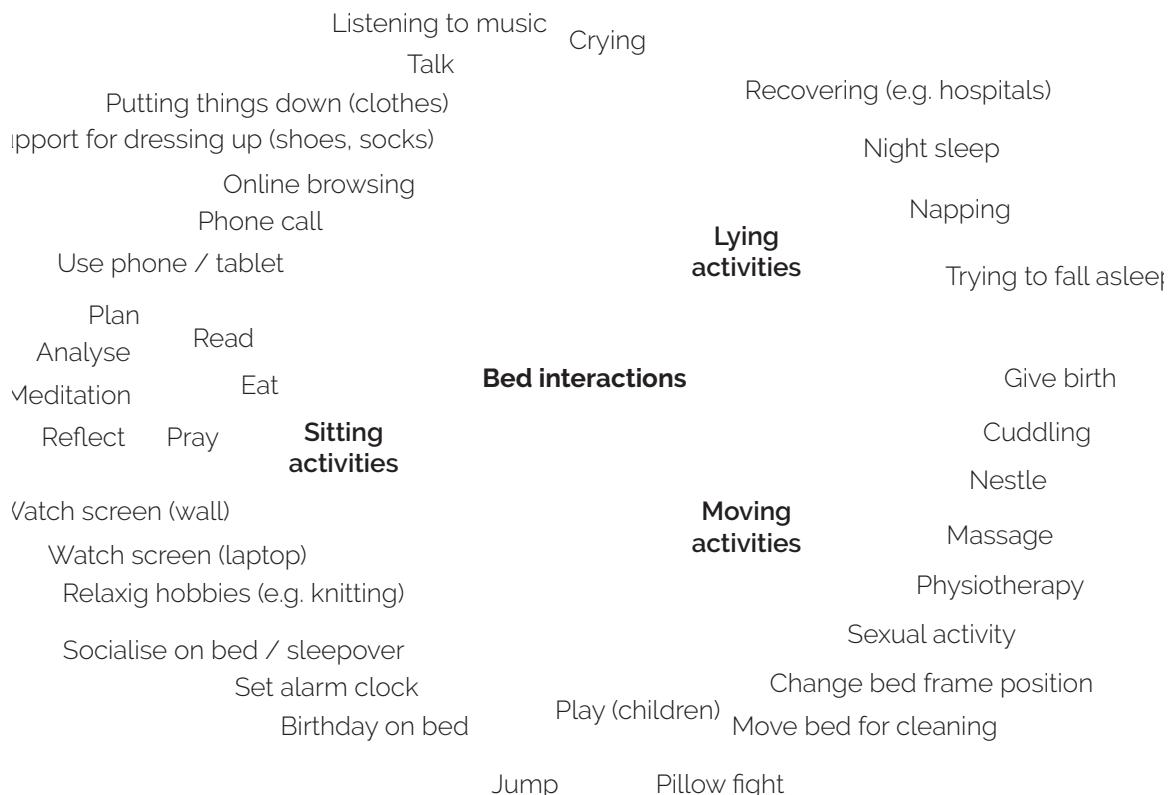 Listening to music
Crying
Talk
Recovering (e.g. hospitals)
Putting things down (clothes)
upport for dressing up (shoes, socks)
Night sleep
Online browsing
Napping
Phone call
Lying
activities
Use phone / tablet
Trying to fall asleep
Plan
Read
Analyse
Bed interactions
Give birth
Eat
Meditation
Reflect
Pray
Sitting
activities
Cuddling
Nestle
Watch screen (wall)
Moving
activities
Massage
Watch screen (laptop)
Physiotherapy
Relaxig hobbies (e.g. knitting)
Sexual activity
Socialise on bed / sleepover
Set alarm clock
Change bed frame position
Play (children)
Birthday on bed
Move bed for cleaning
Jump
Pillow fight